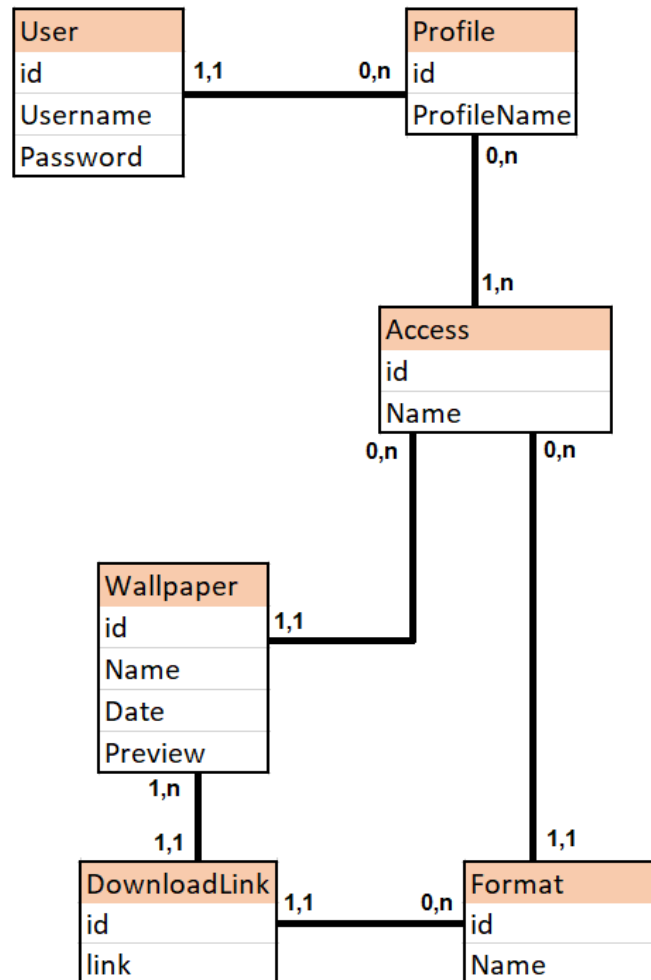 User
id
Username
Password
1,1
0,n
Profile
id
ProfileName
0,n
1,n
Access
id
Name
0,n
0,n
Wallpaper
id
Name
Date
Preview
1,1
1,n
1,1
1,1
DownloadLink
id
link
1,1
0,n
Format
id
Name